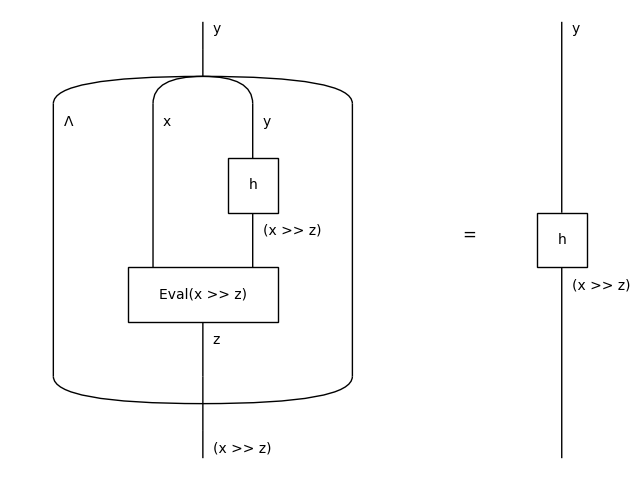 y
Λ
x
y
h
(x >> z)
Eval(x >> z)
z
(x >> z)
=
y
h
(x >> z)